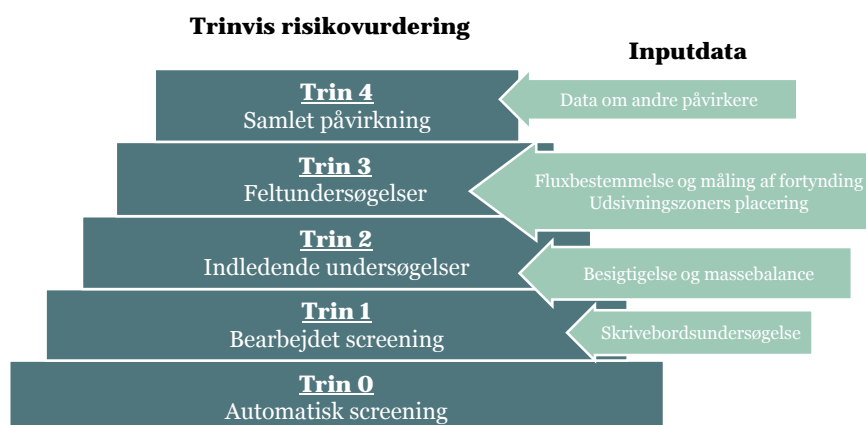 Trinvis risikovurdering
Inputdata
Trin 4
Samlet påvirkning
Data om andre påvirkere
Trin 3
Feltundersøgelser
Fluxbestemmelse og måling af fortynding
Udsivningszoners placering
Trin 2
Indledende undersøgelser
Besigtigelse og massebalance
Trin 1
Bearbejdet screening
Skrivebordsundersøgelse
Trin 0
Automatisk screening